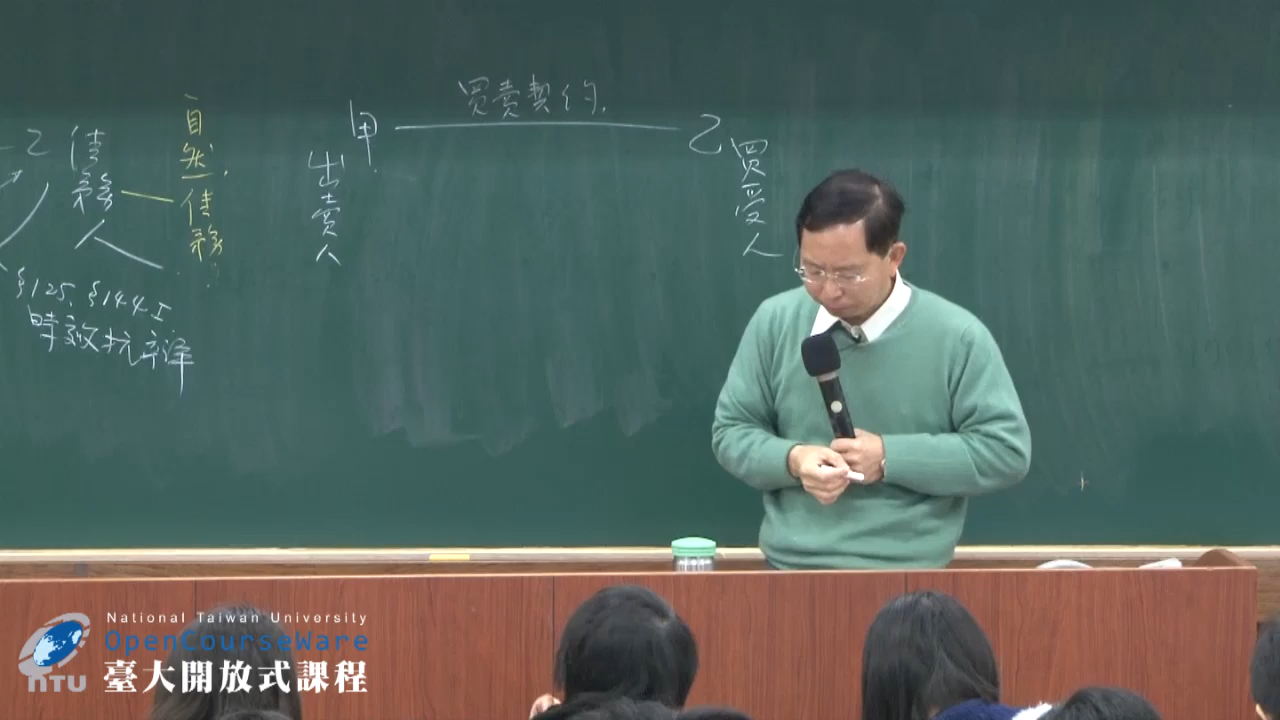 買賣契約.
甲
乙
出賣人
買受人
乙
債務人
自然債務
§125、§144I
時效抗辯
National Taiwan University
OpenCourseWare
臺大開放式課程
NTU